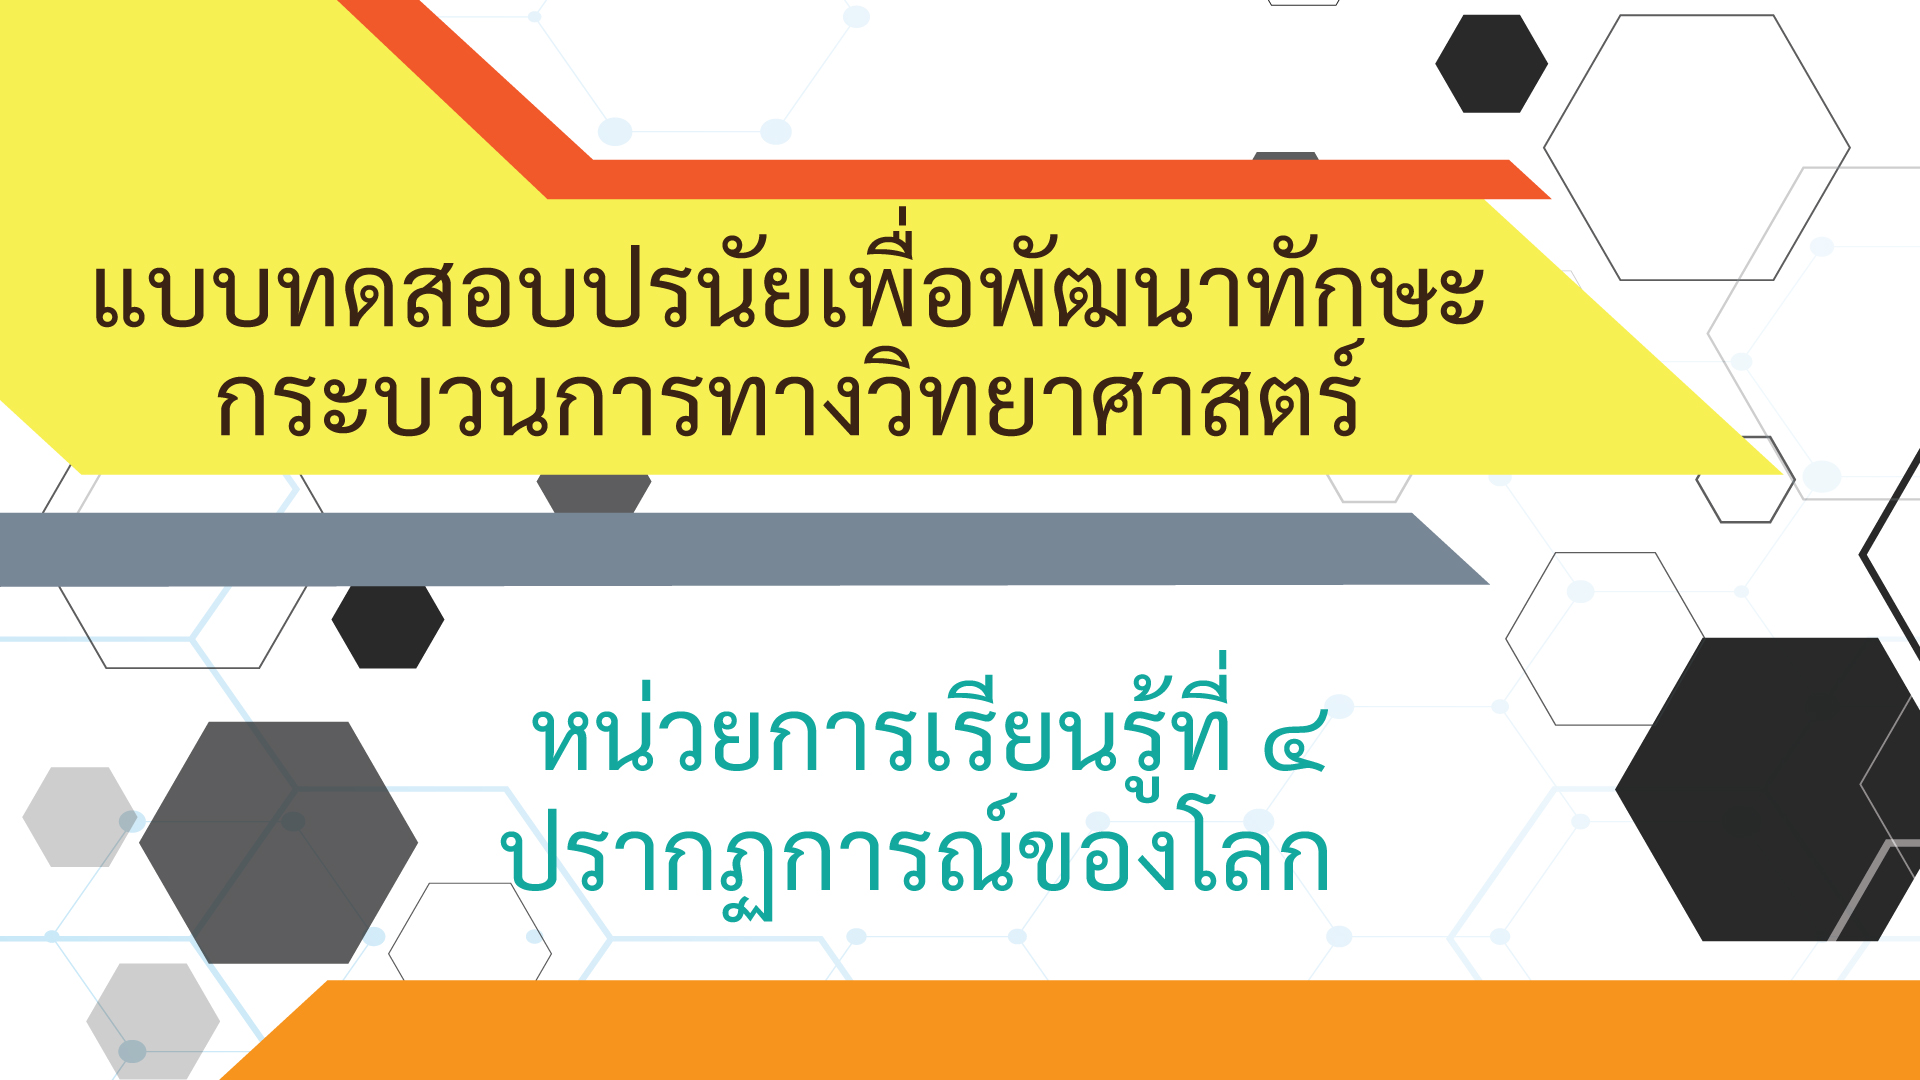 แบบทดสอบปรนัยเพื่อพัฒนาทักษะ
กระบวนการทางวิทยาศาสตร์
หน่วยการเรียนรู้ที่ ๔
ปรากฏการณ์ของโลก